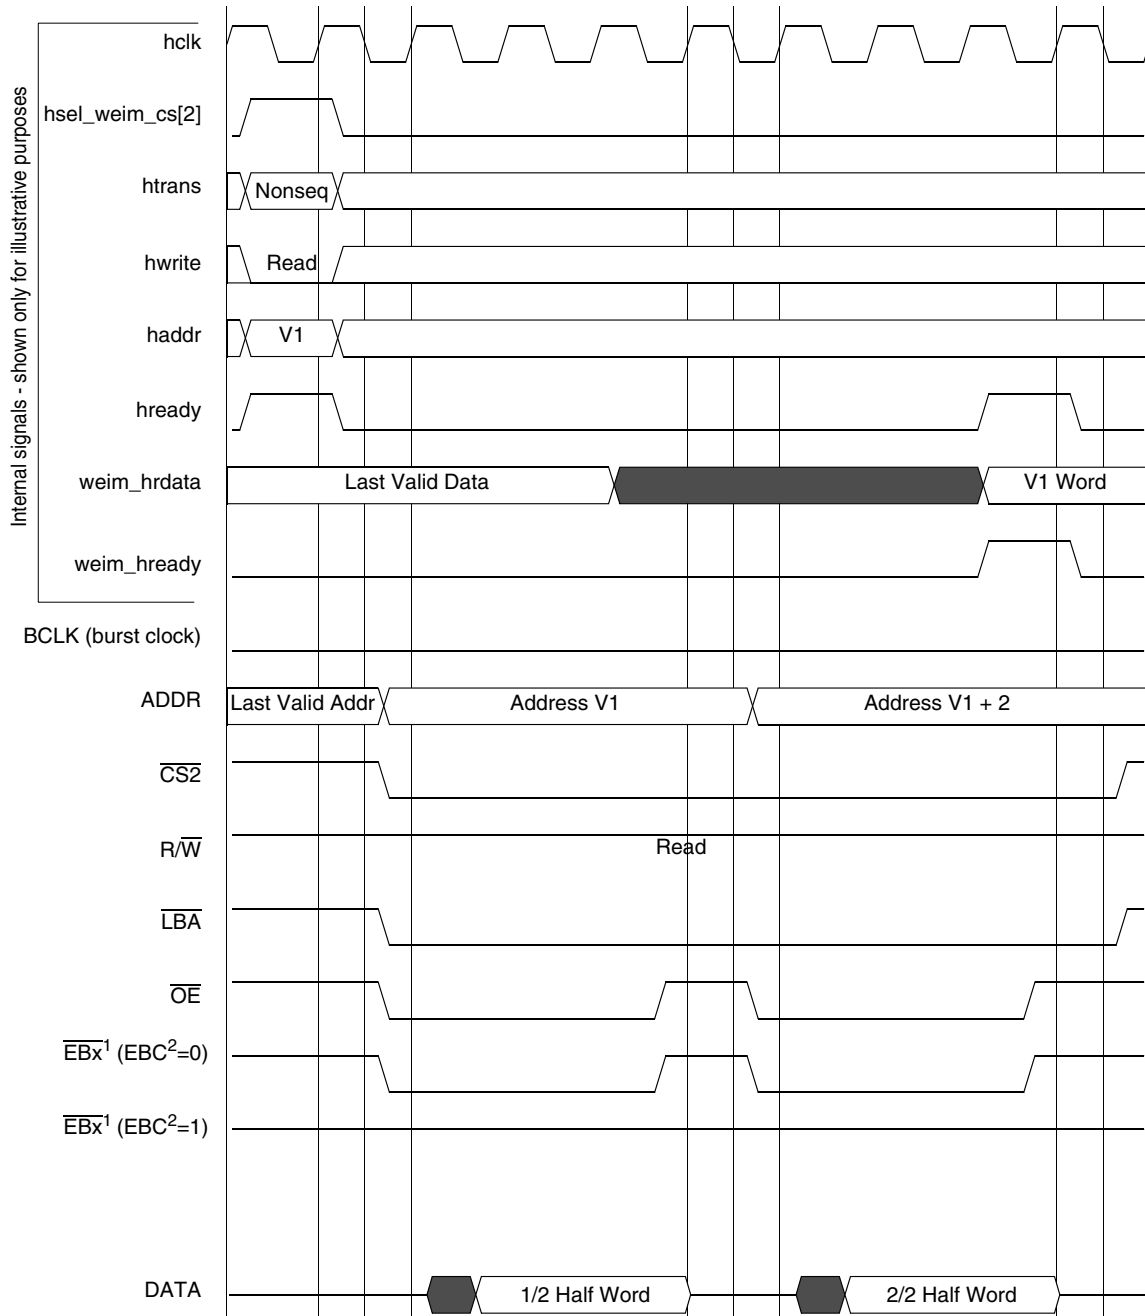 Internal signals - shown only for illustrative purposes
hclk
hsel_weim_cs[2]
htrans
Nonseq
hwrite
Read
haddr
V1
hready
weim_hrdata
Last Valid Data
V1 Word
weim_hready
BCLK (burst clock)
ADDR
Last Valid Addr
Address V1
Address V1 + 2
CS2
R/W
Read
LBA
OE
EBx¹ (EBC²=0)
EBx¹ (EBC²=1)
DATA
1/2 Half Word
2/2 Half Word